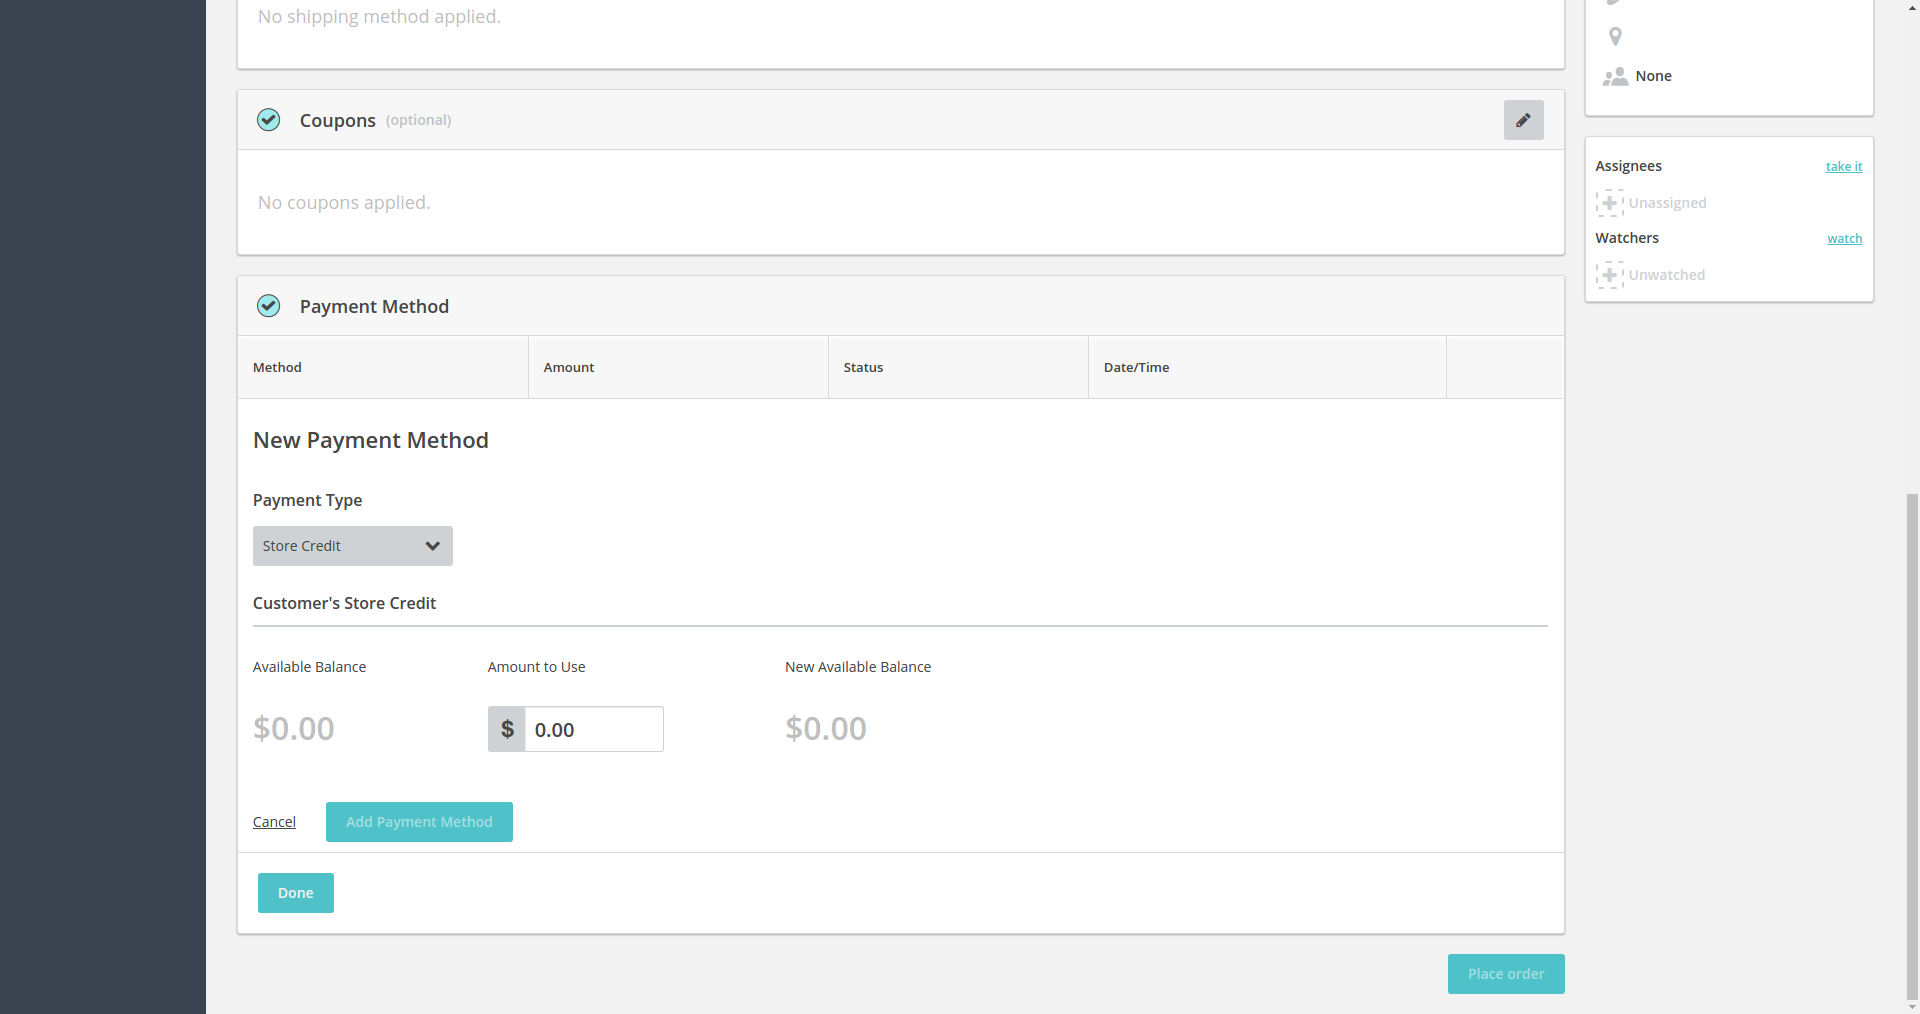 No shipping method applied.
None
Coupons (optional)
No coupons applied.
Assignees take it
Unassigned
Watchers watch
Unwatched
Payment Method
Method Amount Status Date/Time
New Payment Method
Payment Type
Store Credit
Customer's Store Credit
Available Balance Amount to Use New Available Balance
$0.00 $ 0.00 $0.00
Cancel Add Payment Method
Done
Place order